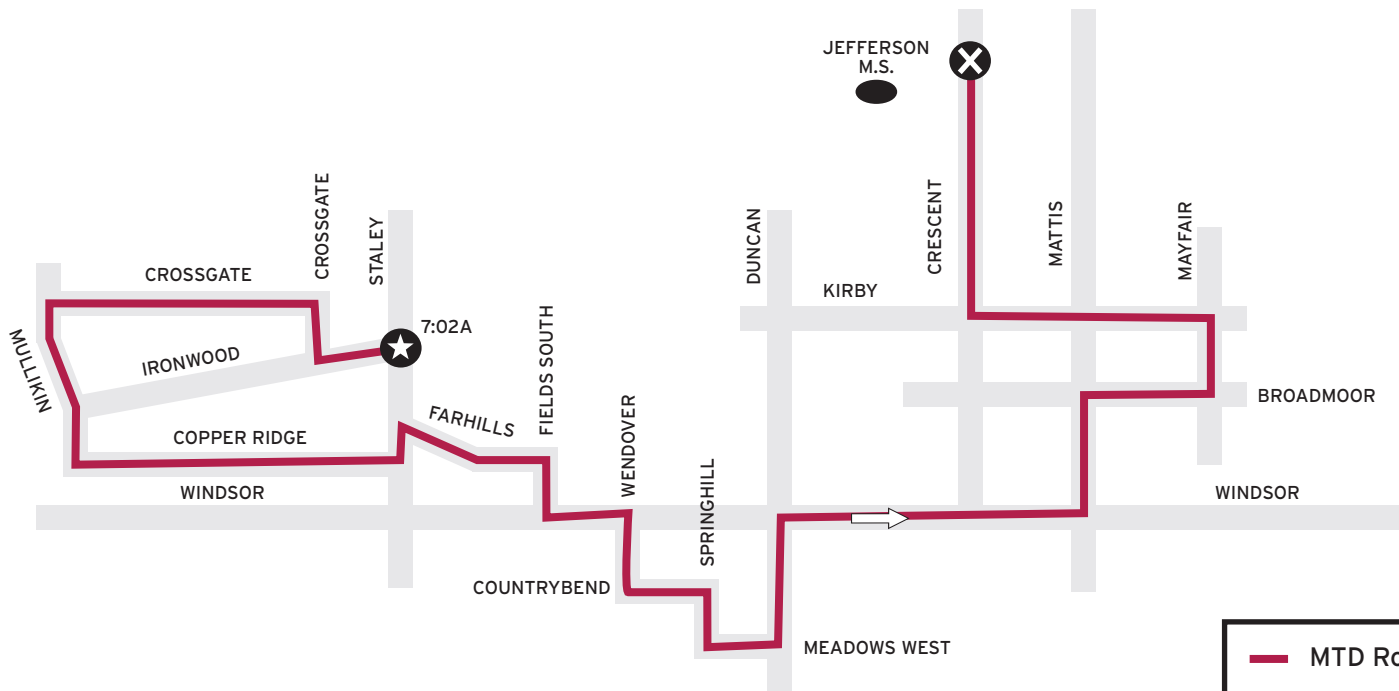 JEFFERSON
M.S.
CROSSGATE
CROSSGATE
STALEY
DUNCAN
CRESCENT
MATTIS
MAYFAIR
KIRBY
7:02A
MULLIKIN
IRONWOOD
FARHILLS
FIELDS SOUTH
WENDOVER
BROADMOOR
COPPER RIDGE
SPRINGHILL
WINDSOR
WINDSOR
COUNTRYBEND
MEADOWS WEST
MTD Ro